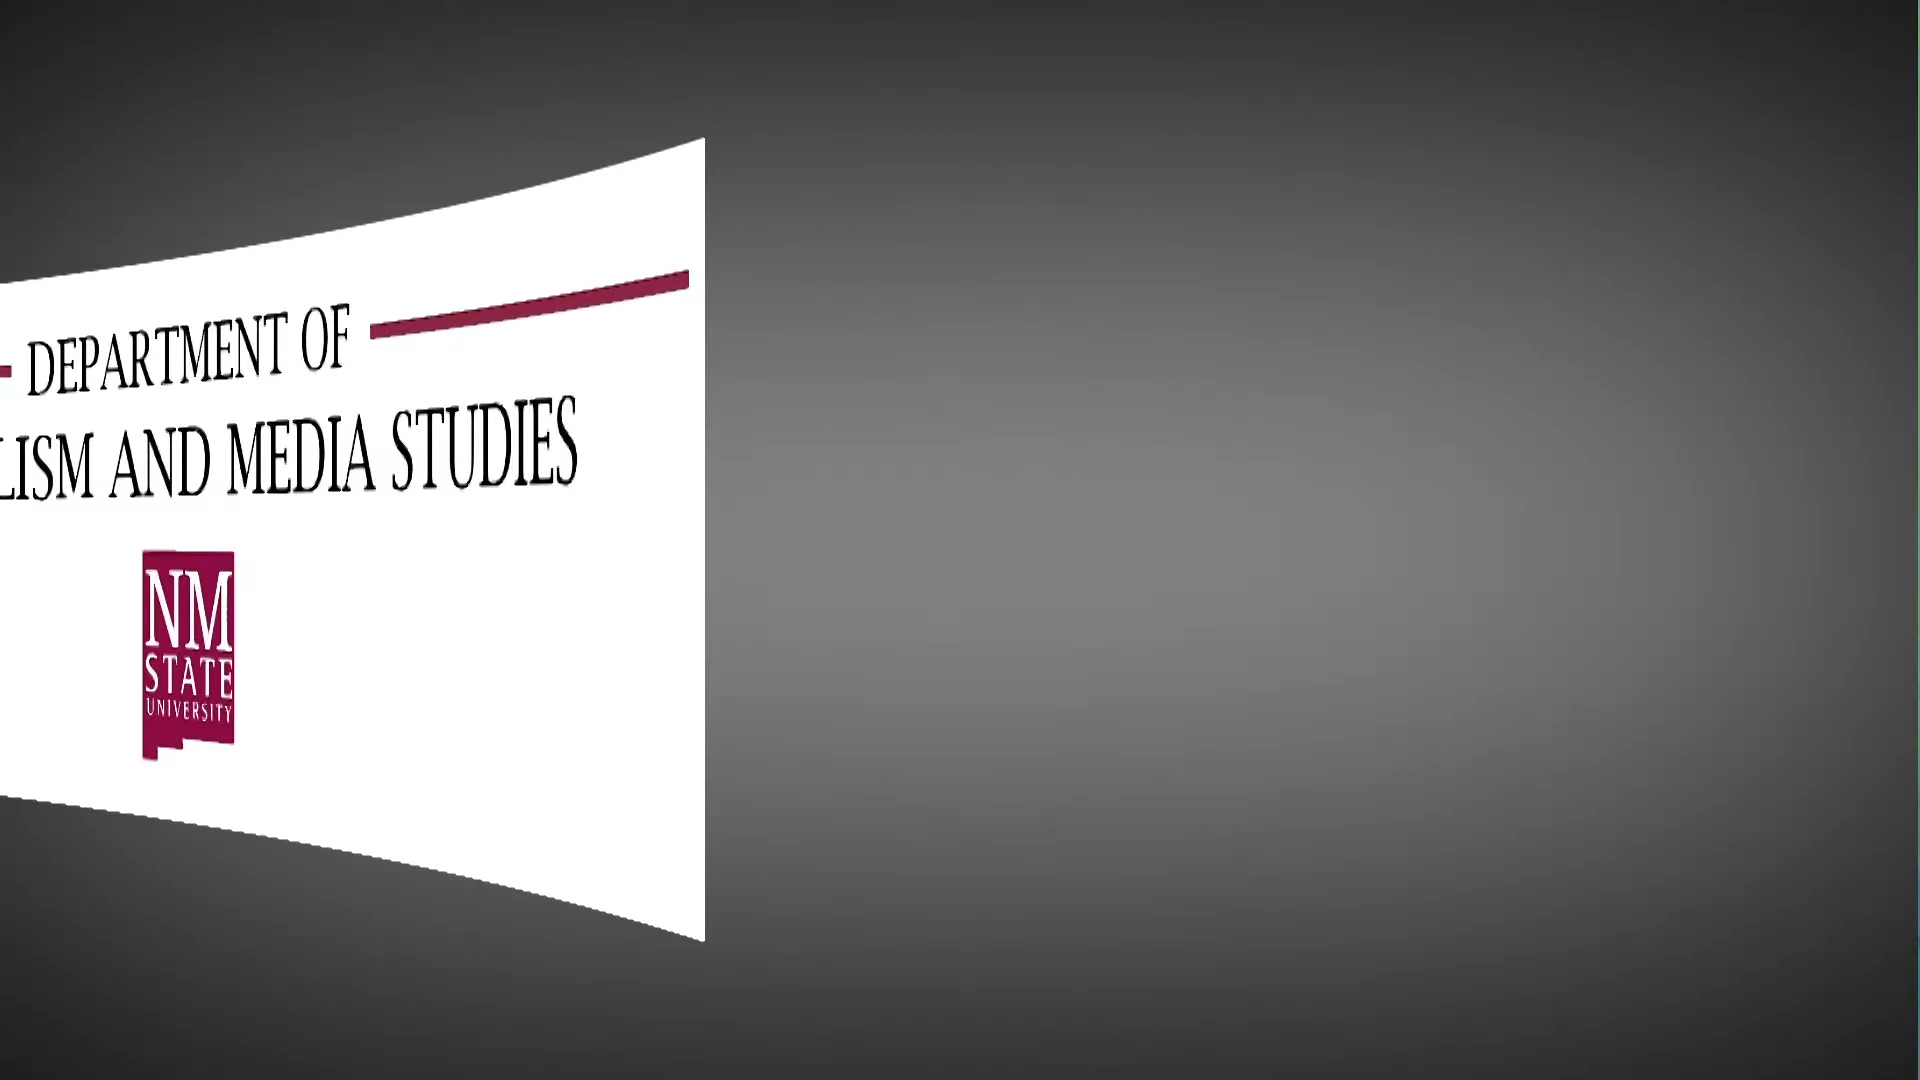 DEPARTMENT OF
LISM AND MEDIA STUDIES
NM
STATE
UNIVERSITY